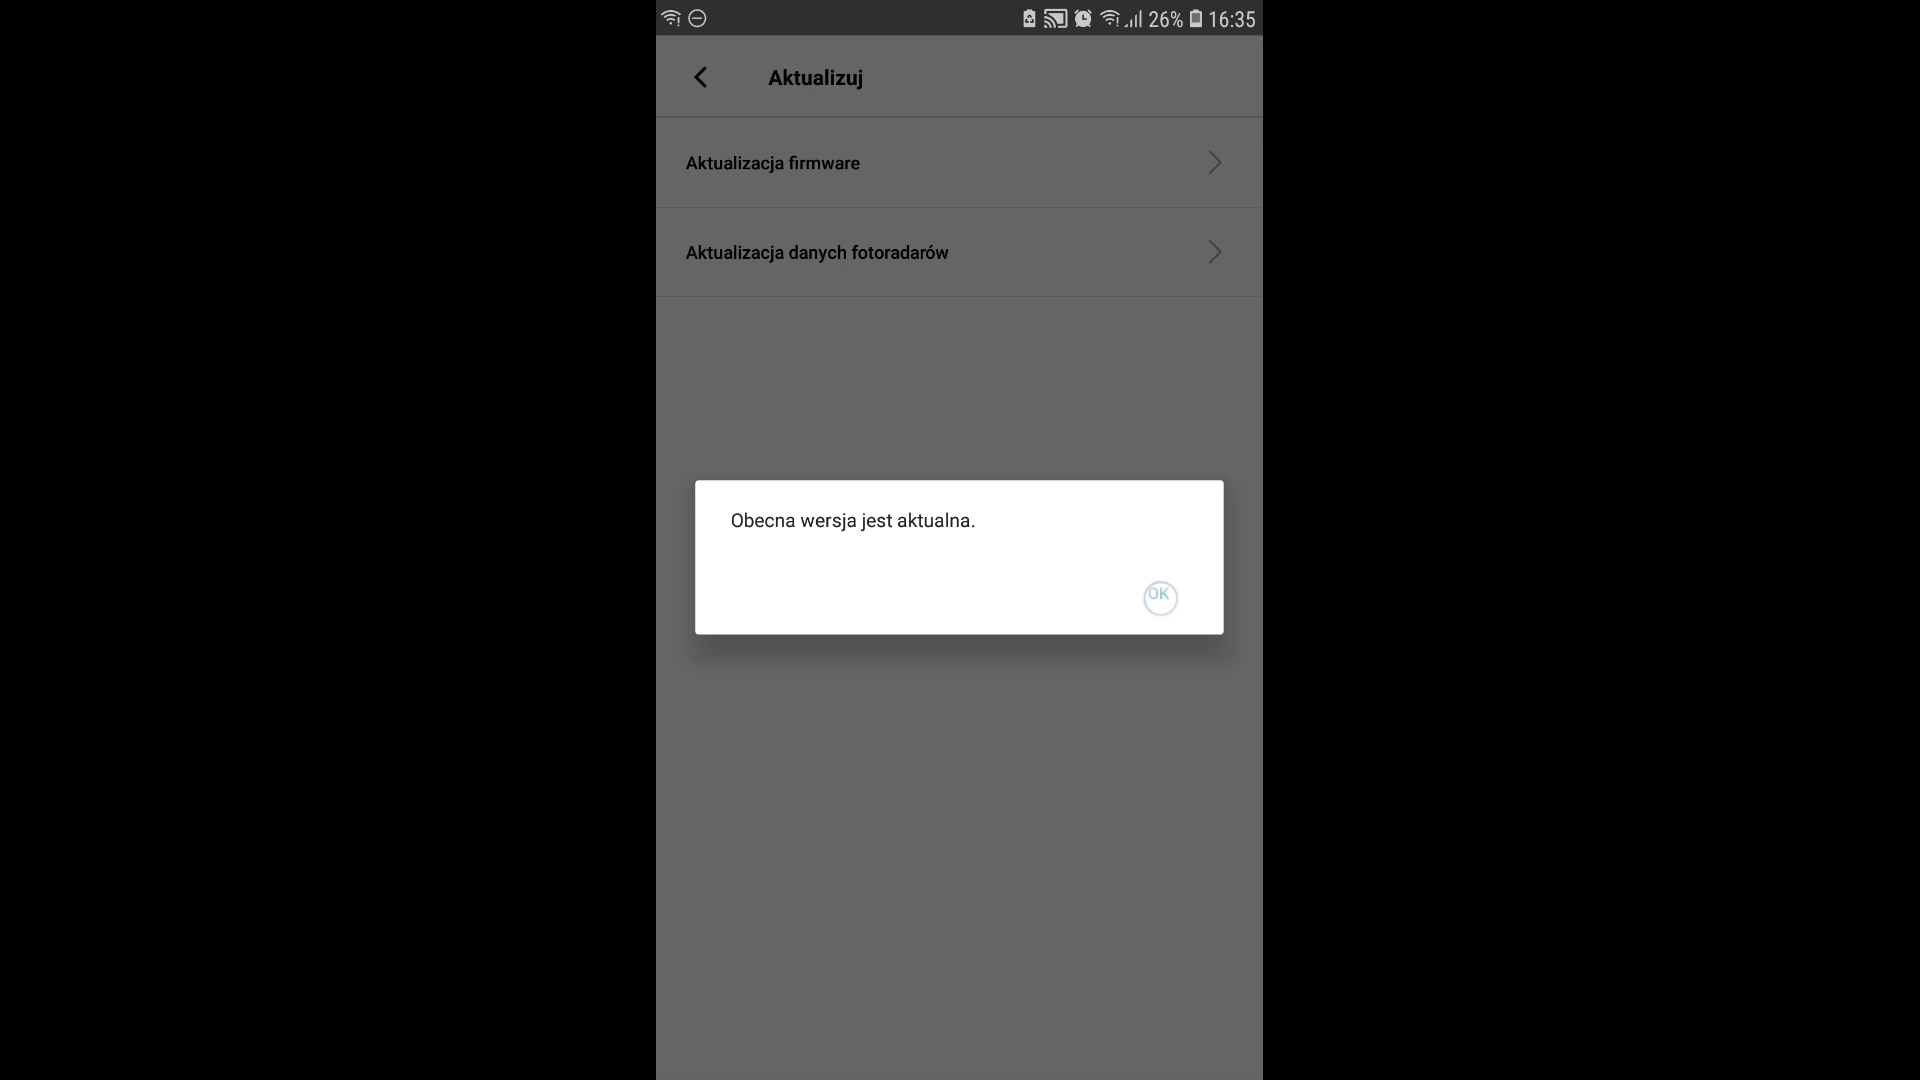 26% 16:35
Aktualizuj
Aktualizacja firmware
Aktualizacja danych fotoradarów
Obecna wersja jest aktualna.
OK